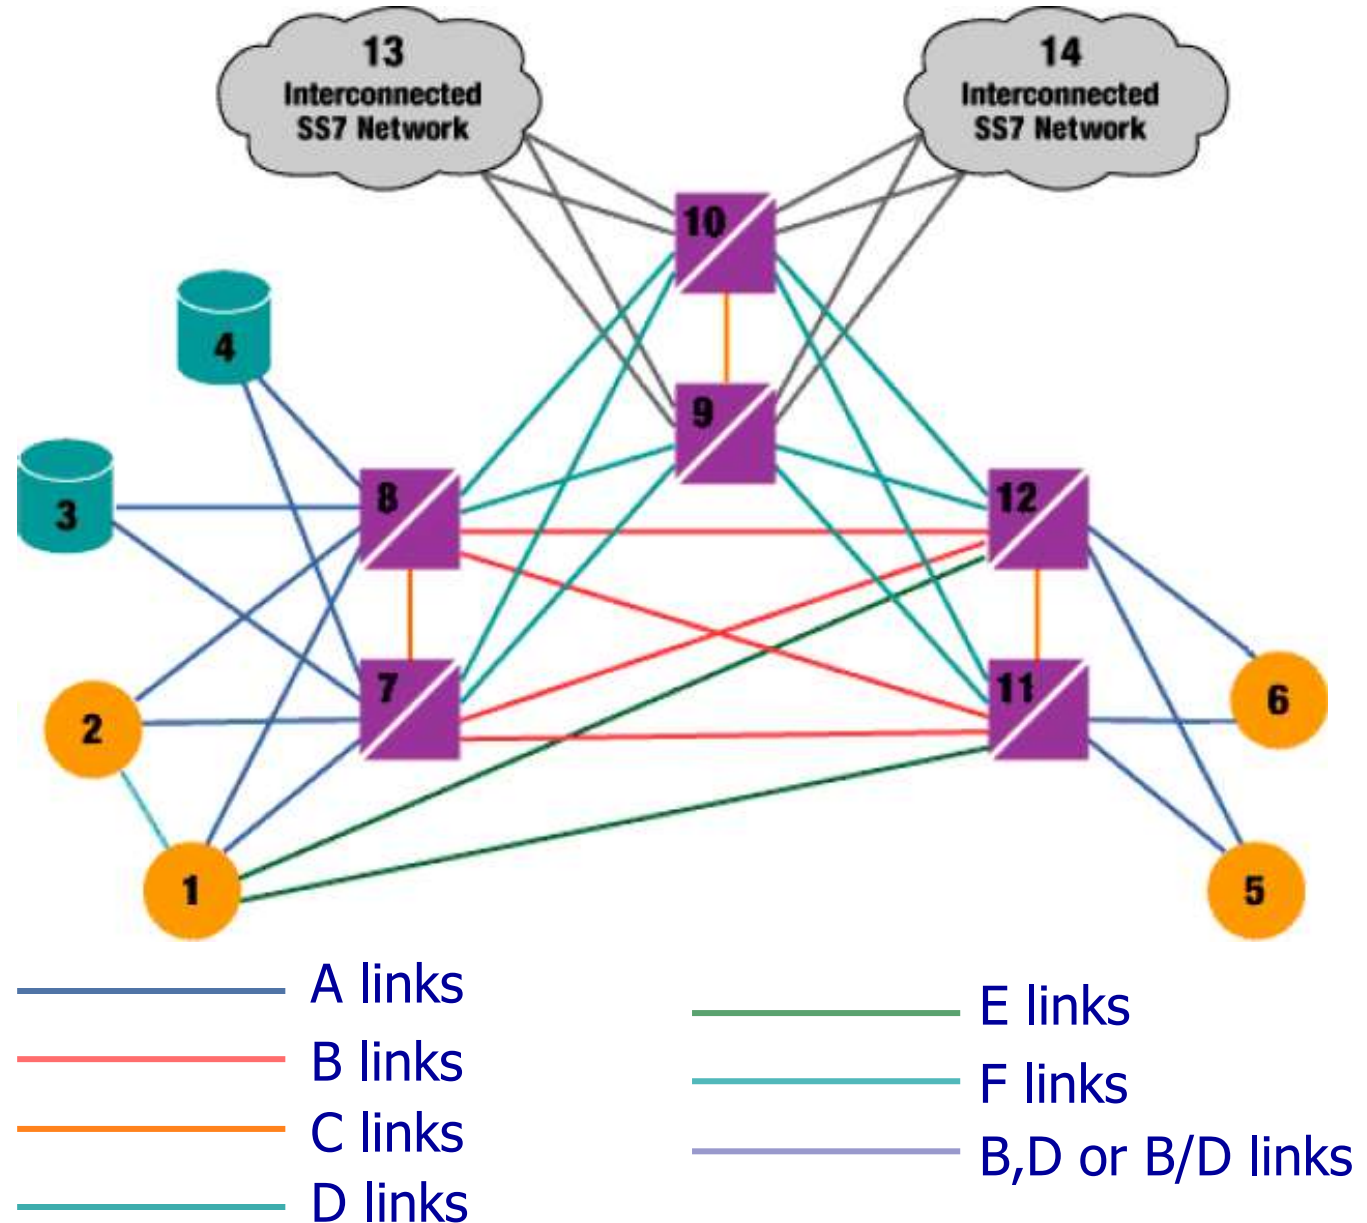 13
Interconnected
SS7 Network
14
Interconnected
SS7 Network
10
4
9
8
12
3
7
11
6
2
1
5
A links
B links
C links
D links
E links
F links
B,D or B/D links